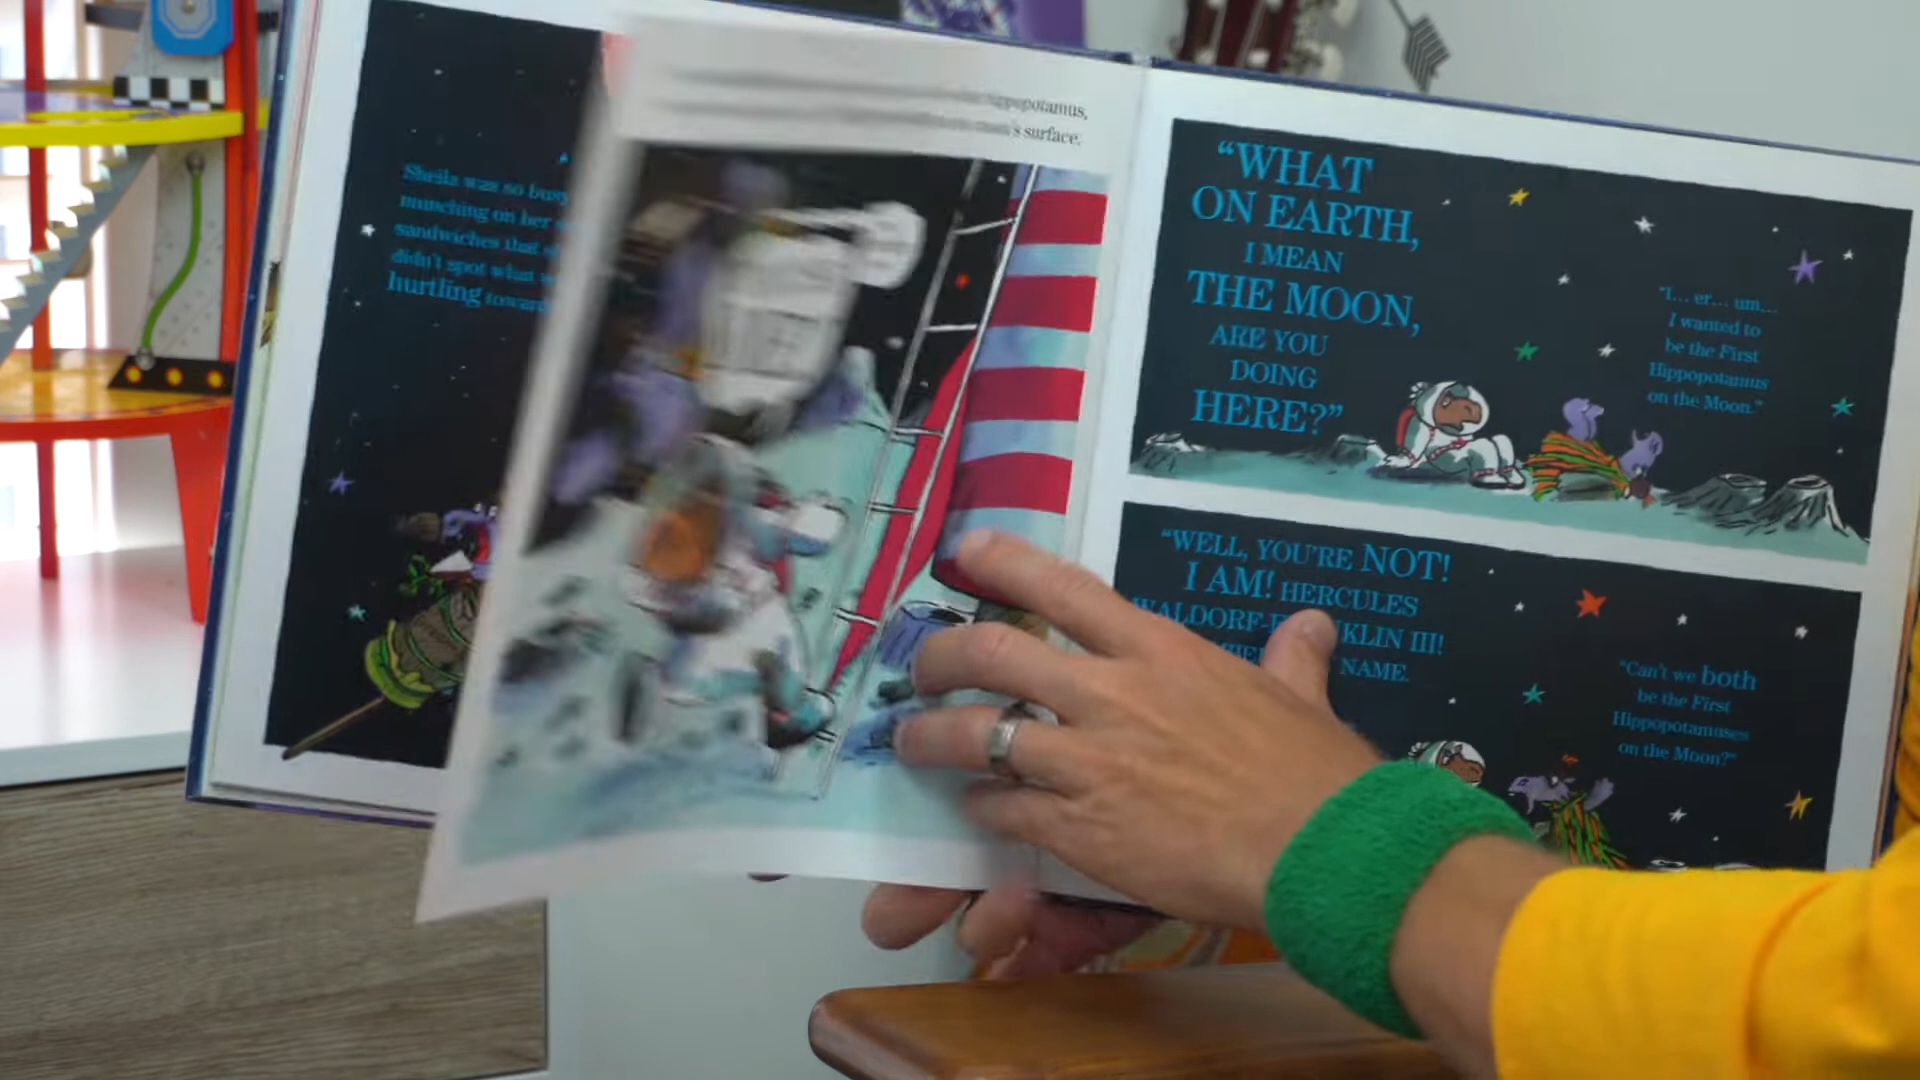 Sheila was so busy
munching on her
sandwiches that
didn't spot what
hurtling
hippopotamus,
moon's surface.
"WHAT
ON EARTH,
I MEAN
THE MOON,
ARE YOU
DOING
HERE?"
"I... er... um...
I wanted to
be the First
Hippopotamus
on the Moon."
"WELL, YOU'RE NOT!
I AM! HERCULES
III!
NAME.
"Can't we both
be the First
Hippopotamuses
on the Moon?"